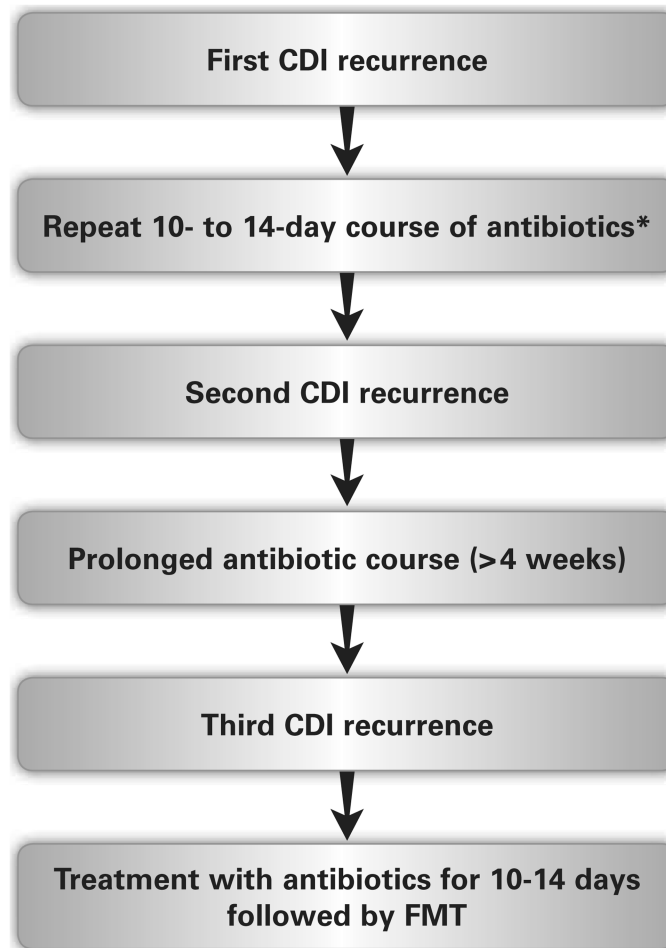 First CDI recurrence
Repeat 10- to 14-day course of antibiotics*
Second CDI recurrence
Prolonged antibiotic course (>4 weeks)
Third CDI recurrence
Treatment with antibiotics for 10-14 days
followed by FMT